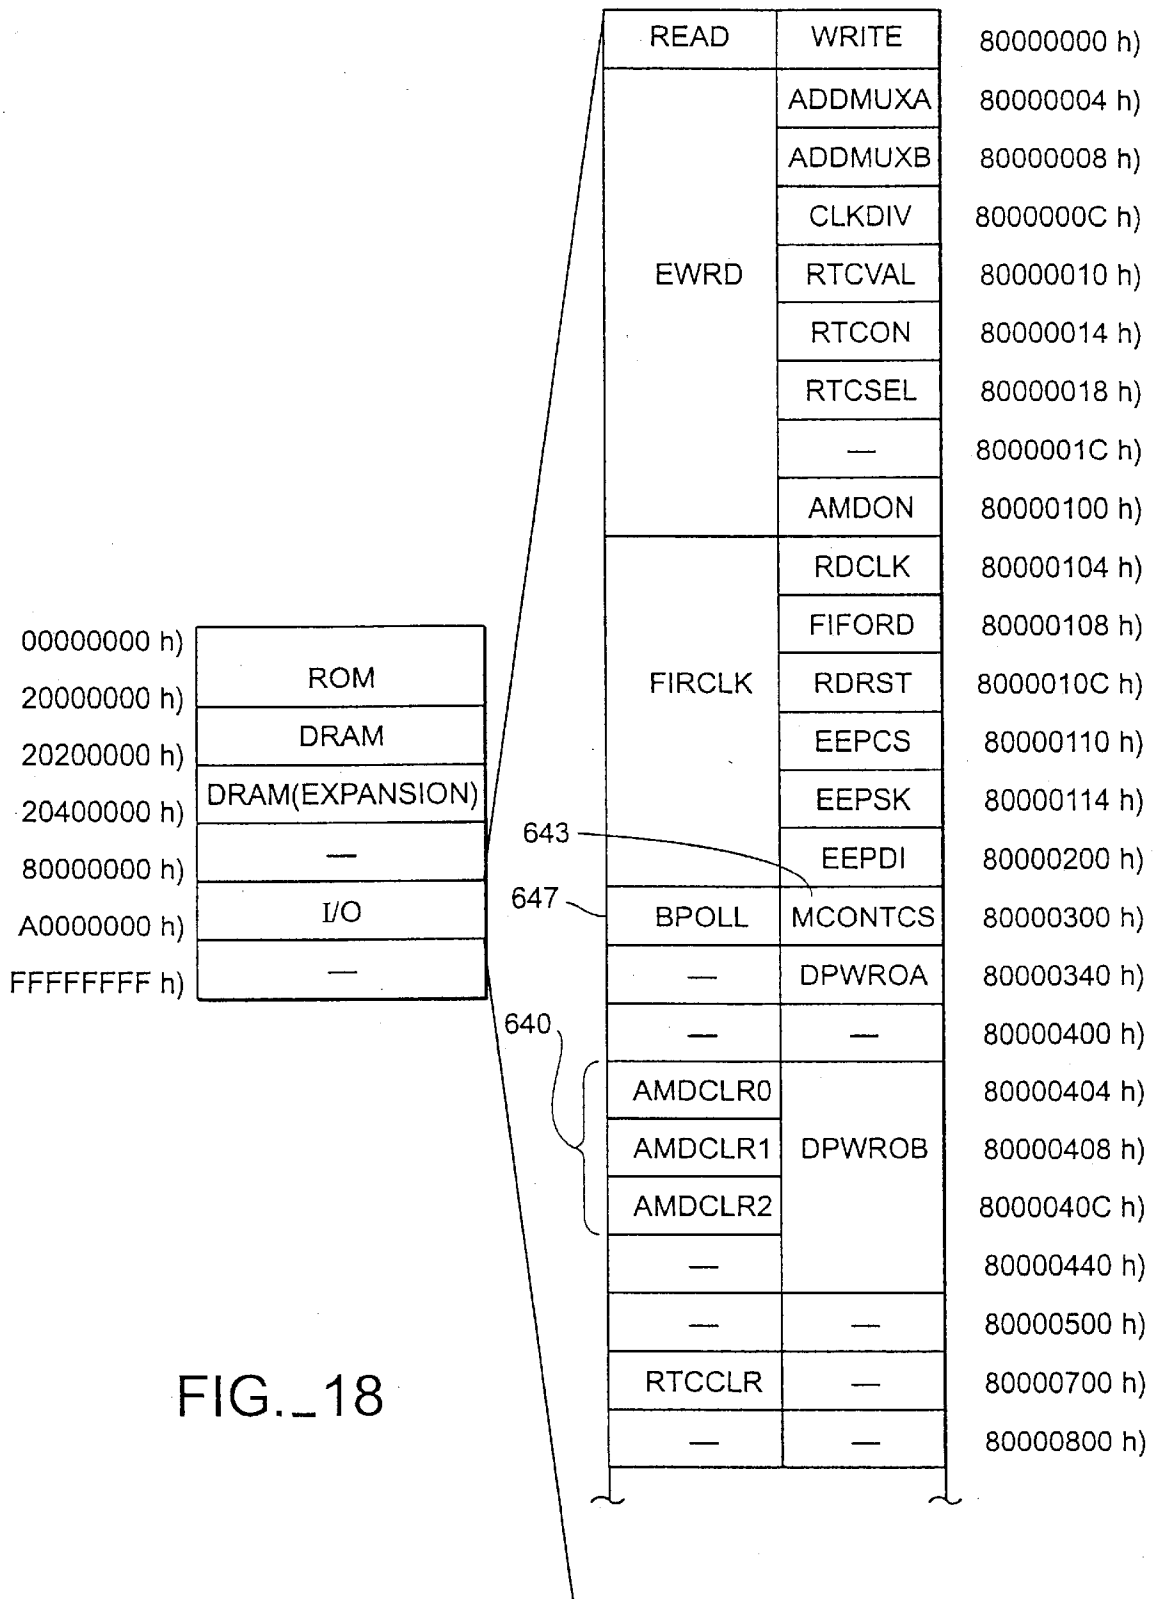 READ WRITE 80000000 h)
ADDMUXA 80000004 h)
ADDMUXB 80000008 h)
CLKDIV 8000000C h)
EWRD RTCVAL 80000010 h)
RTCON 80000014 h)
RTCSEL 80000018 h)
— 8000001C h)
AMDON 80000100 h)
RDCLK 80000104 h)
FIFORD 80000108 h)
FIRCLK RDRST 8000010C h)
EEPCS 80000110 h)
EEPSK 80000114 h)
643 EEPDI 80000200 h)
647 BPOLL MCONTCS 80000300 h)
— DPWROA 80000340 h)
640 — — 80000400 h)
AMDCLR0 80000404 h)
AMDCLR1 DPWROB 80000408 h)
AMDCLR2 8000040C h)
— 80000440 h)
— — 80000500 h)
RTCCLR — 80000700 h)
— — 80000800 h)
00000000 h)
ROM
20000000 h)
DRAM
20200000 h)
DRAM(EXPANSION)
20400000 h)
—
80000000 h)
I/O
A0000000 h)
—
FFFFFFFF h)
FIG._18